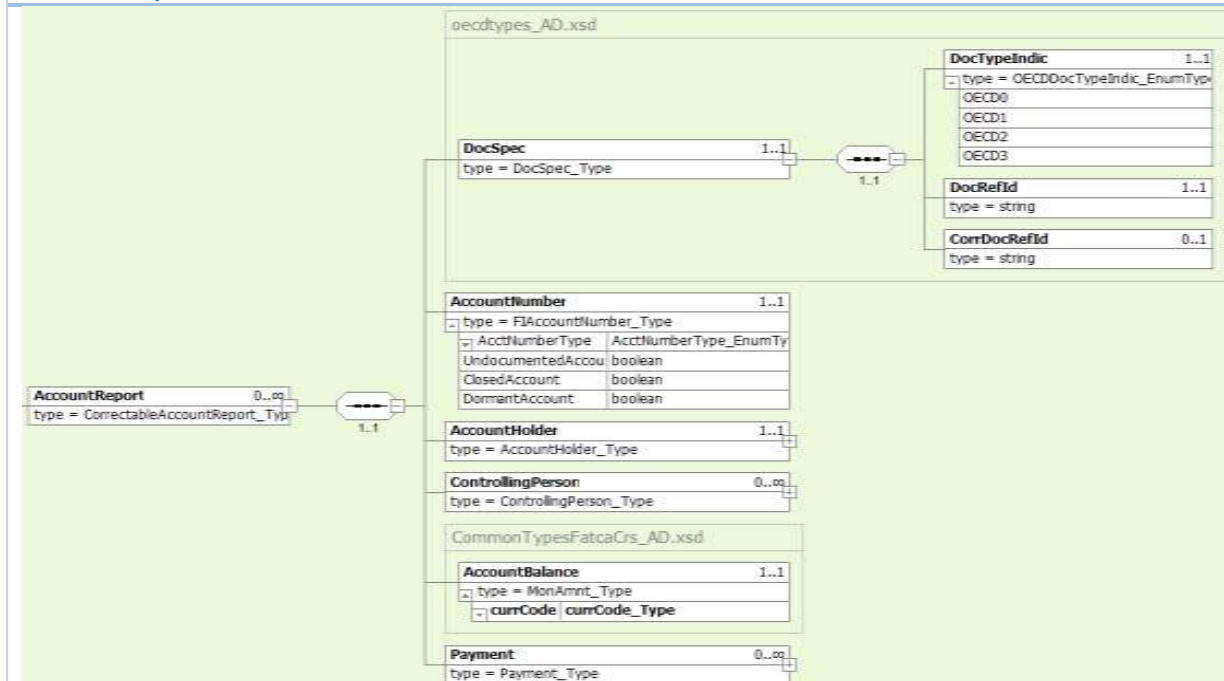 oecdtypes_AD.xsd
DocTypeIndic 1..1
type = OECDDocTypeIndic_EnumType
OECD0
OECD1
OECD2
OECD3
DocSpec 1..1
type = DocSpec_Type
1..1
DocRefId 1..1
type = string
CorrDocRefId 0..1
type = string
AccountNumber 1..1
type = FIAccountNumber_Type
AcctNumberType AcctNumberType_EnumTy
UndocumentedAccou boolean
ClosedAccount boolean
DormantAccount boolean
AccountReport 0..∞
type = CorrectableAccountReport_Typ
1..1
AccountHolder 1..1
type = AccountHolder_Type
ControllingPerson 0..∞
type = ControllingPerson_Type
CommonTypesFatcaCrs_AD.xsd
AccountBalance 1..1
type = MonAmnt_Type
currCode currCode_Type
Payment 0..∞
type = Payment_Type